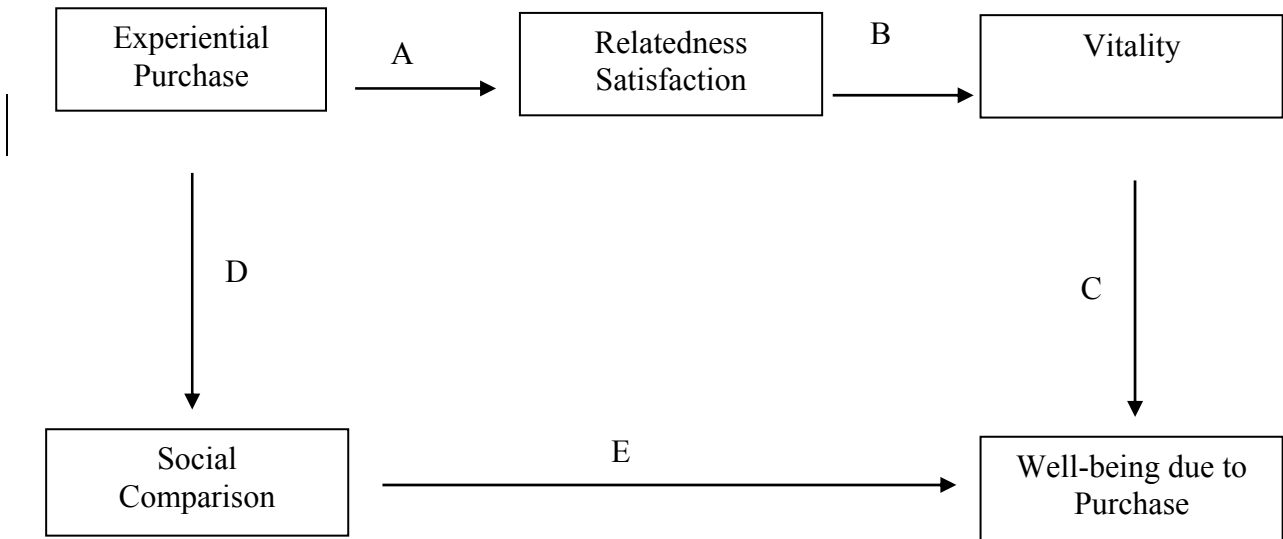 Experiential
Purchase
A
Relatedness
Satisfaction
B
Vitality
D
C
Social
Comparison
E
Well-being due to
Purchase